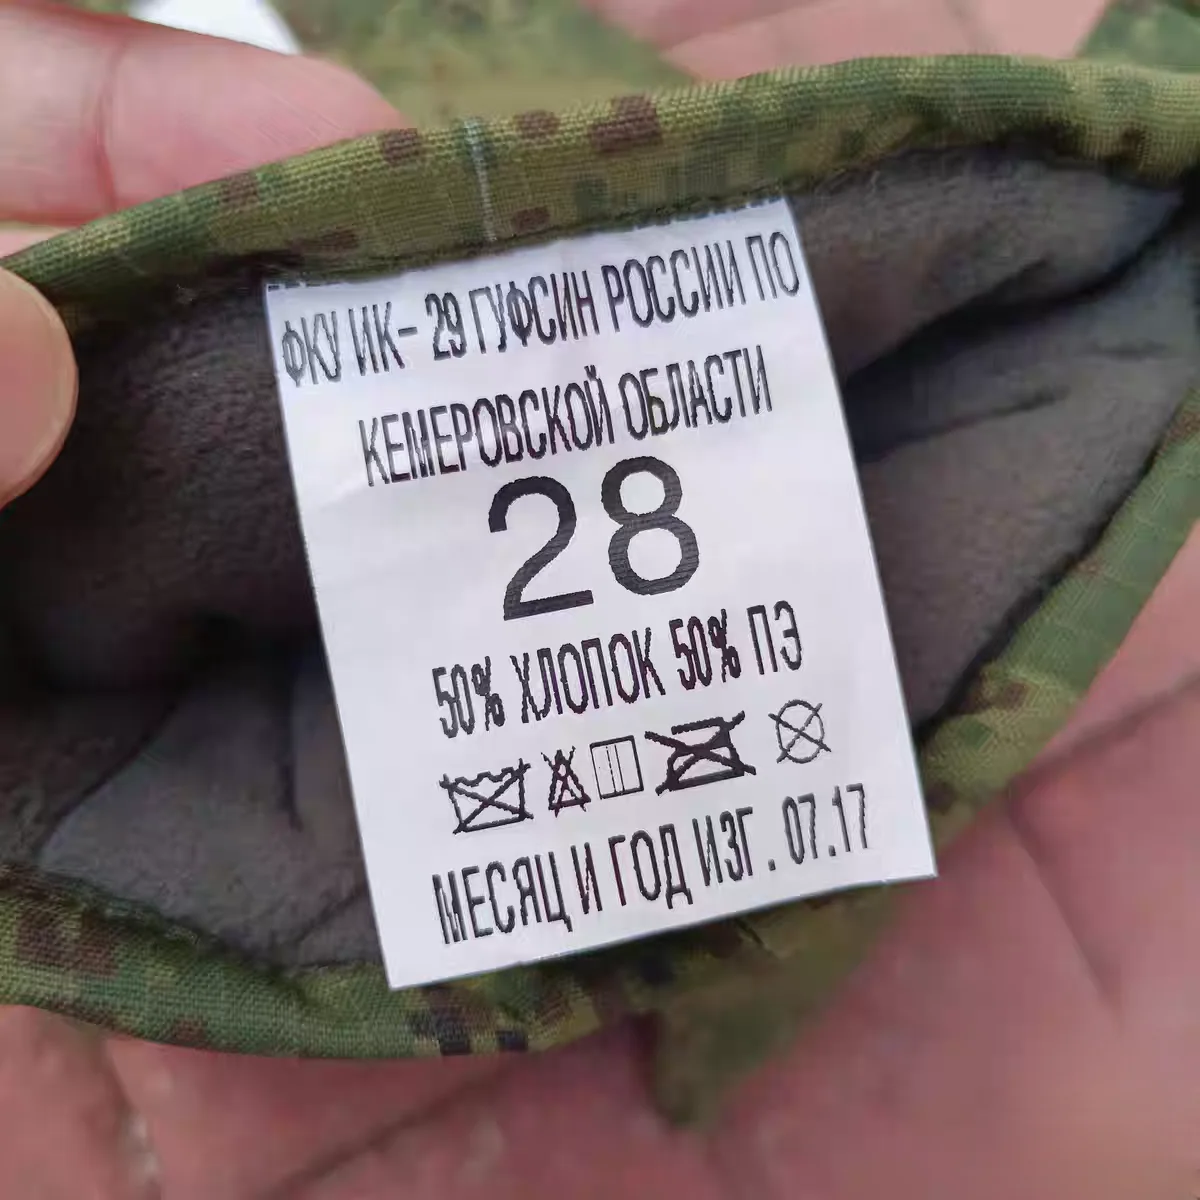 ФКУ ИК- 29 ГУФСИН РОССИИ ПО
КЕМЕРОВСКОЙ ОБЛАСТИ
28
50% ХЛОПОК 50% ПЭ
МЕСЯЦ И ГОД ИЗГ. 07.17